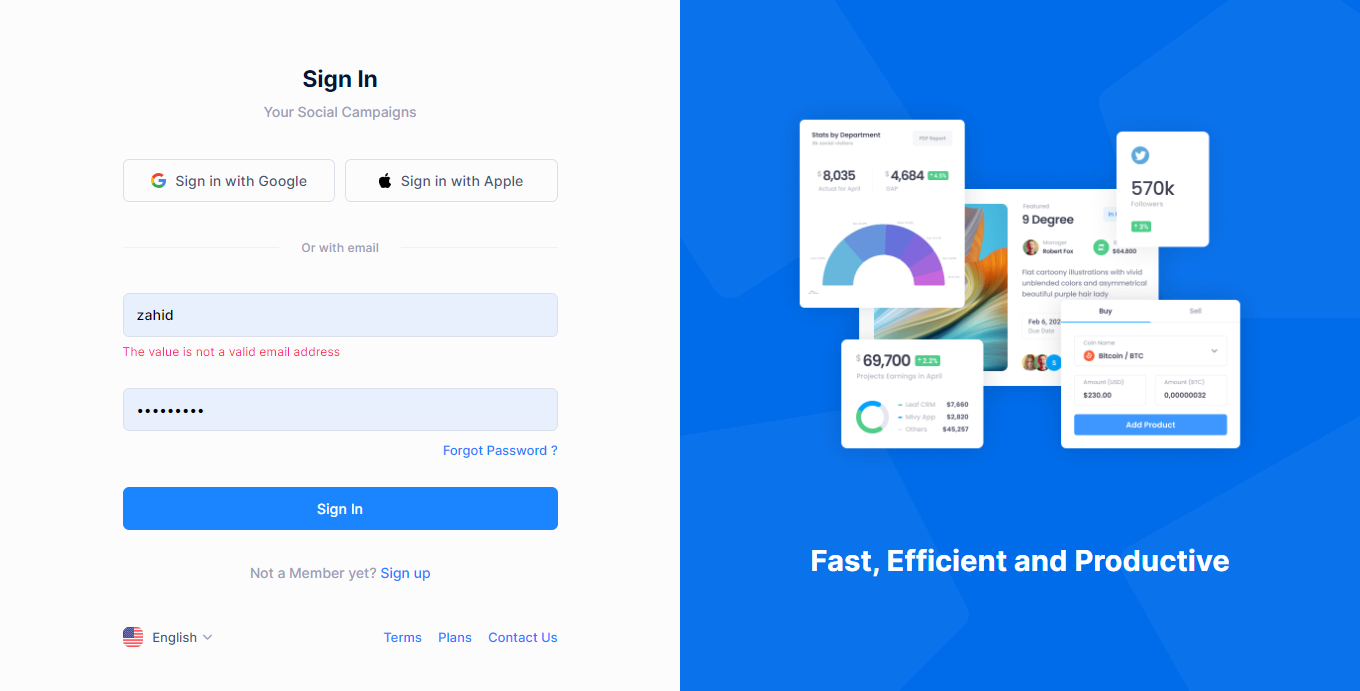 Sign In
Your Social Campaigns
Sign in with Google
Sign in with Apple
Or with email
zahid
The value is not a valid email address
•••••••••
Forgot Password ?
Sign In
Not a Member yet? Sign up
English
Terms Plans Contact Us
Stats by Department
8k social visitors
PDF Report
$8,035
Actual for April
$4,684
4.5%
GAP
570k
Followers
3%
Featured
9 Degree
In
Manager
Robert Fox
$64.800
Flat cartoony illustrations with vivid
unblended colors and asymmetrical
beautiful purple hair lady
Feb 6, 202
Due Date
S
$69,700
2.2%
Projects Earnings in April
Leaf CRM $7,660
Mivy App $2,820
Others $45,257
Buy Sell
Coin Name
Bitcoin / BTC
Amount (USD)
$230.00
Amount (BTC)
0,00000032
Add Product
Fast, Efficient and Productive